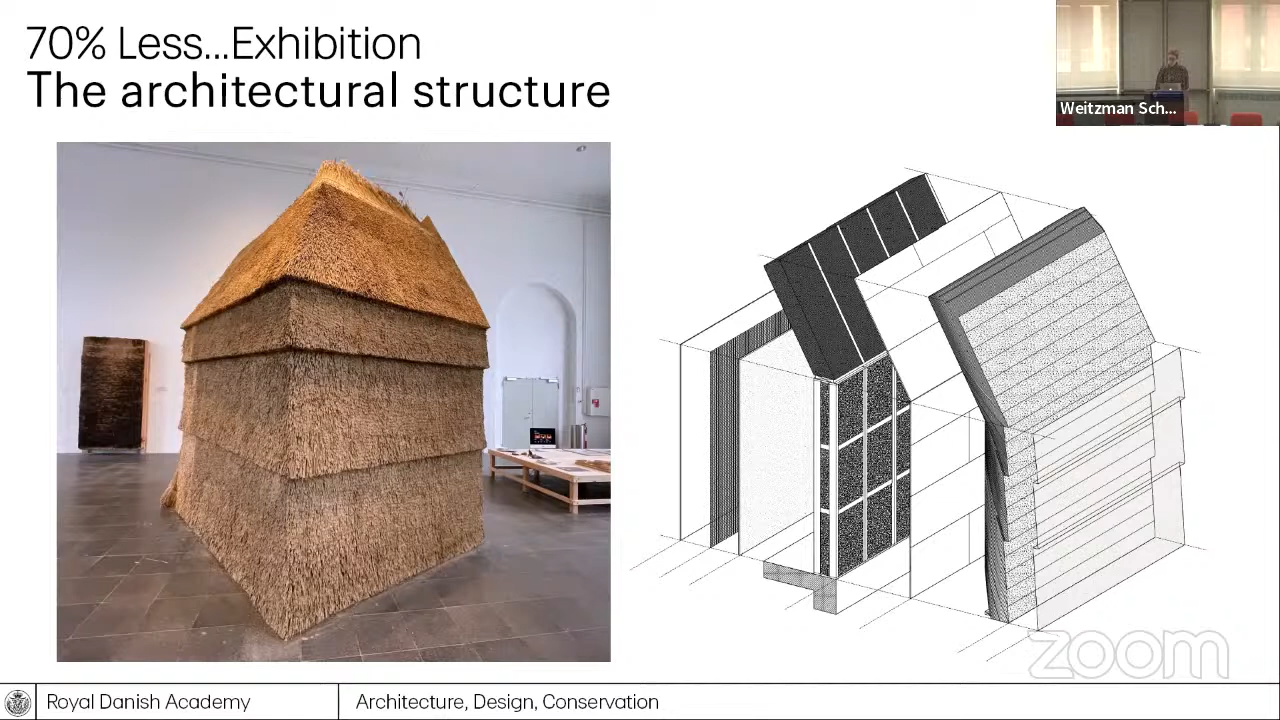 70% Less...Exhibition
The architectural structure
Weitzman Sch...
zoom
Royal Danish Academy
Architecture, Design, Conservation